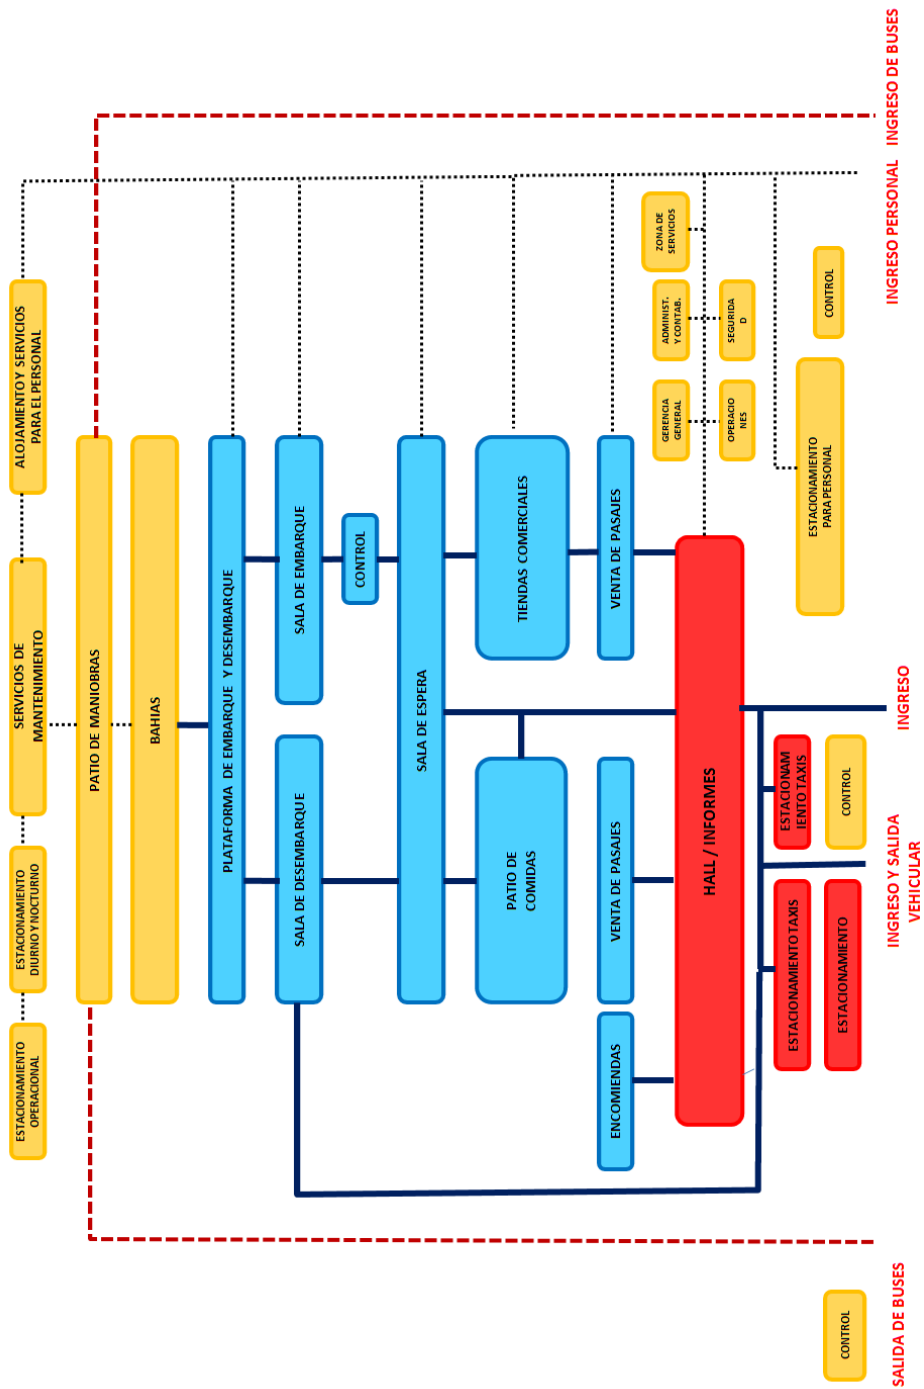 ESTACIONAMIENTO
OPERACIONAL
ESTACIONAMIENTO
DIURNO Y NOCTURNO
SERVICIOS DE
MANTENIMIENTO
ALOJAMIENTO Y SERVICIOS
PARA EL PERSONAL
PATIO DE MANIOBRAS
BAHIAS
PLATAFORMA DE EMBARQUE Y DESEMBARQUE
SALA DE DESEMBARQUE
SALA DE EMBARQUE
CONTROL
SALA DE ESPERA
PATIO DE
COMIDAS
TIENDAS COMERCIALES
ENCOMIENDAS
VENTA DE PASAJES
VENTA DE PASAJES
GERENCIA
GENERAL
ADMINIST.
Y CONTAB.
ZONA DE
SERVICIOS
HALL / INFORMES
OPERACIO
NES
SEGURIDA
D
ESTACIONAMIENTO TAXIS
ESTACIONAM
IENTO TAXIS
ESTACIONAMIENTO
PARA PERSONAL
CONTROL
CONTROL
ESTACIONAMIENTO
CONTROL
SALIDA DE BUSES
INGRESO Y SALIDA
VEHICULAR
INGRESO
INGRESO PERSONAL
INGRESO DE BUSES